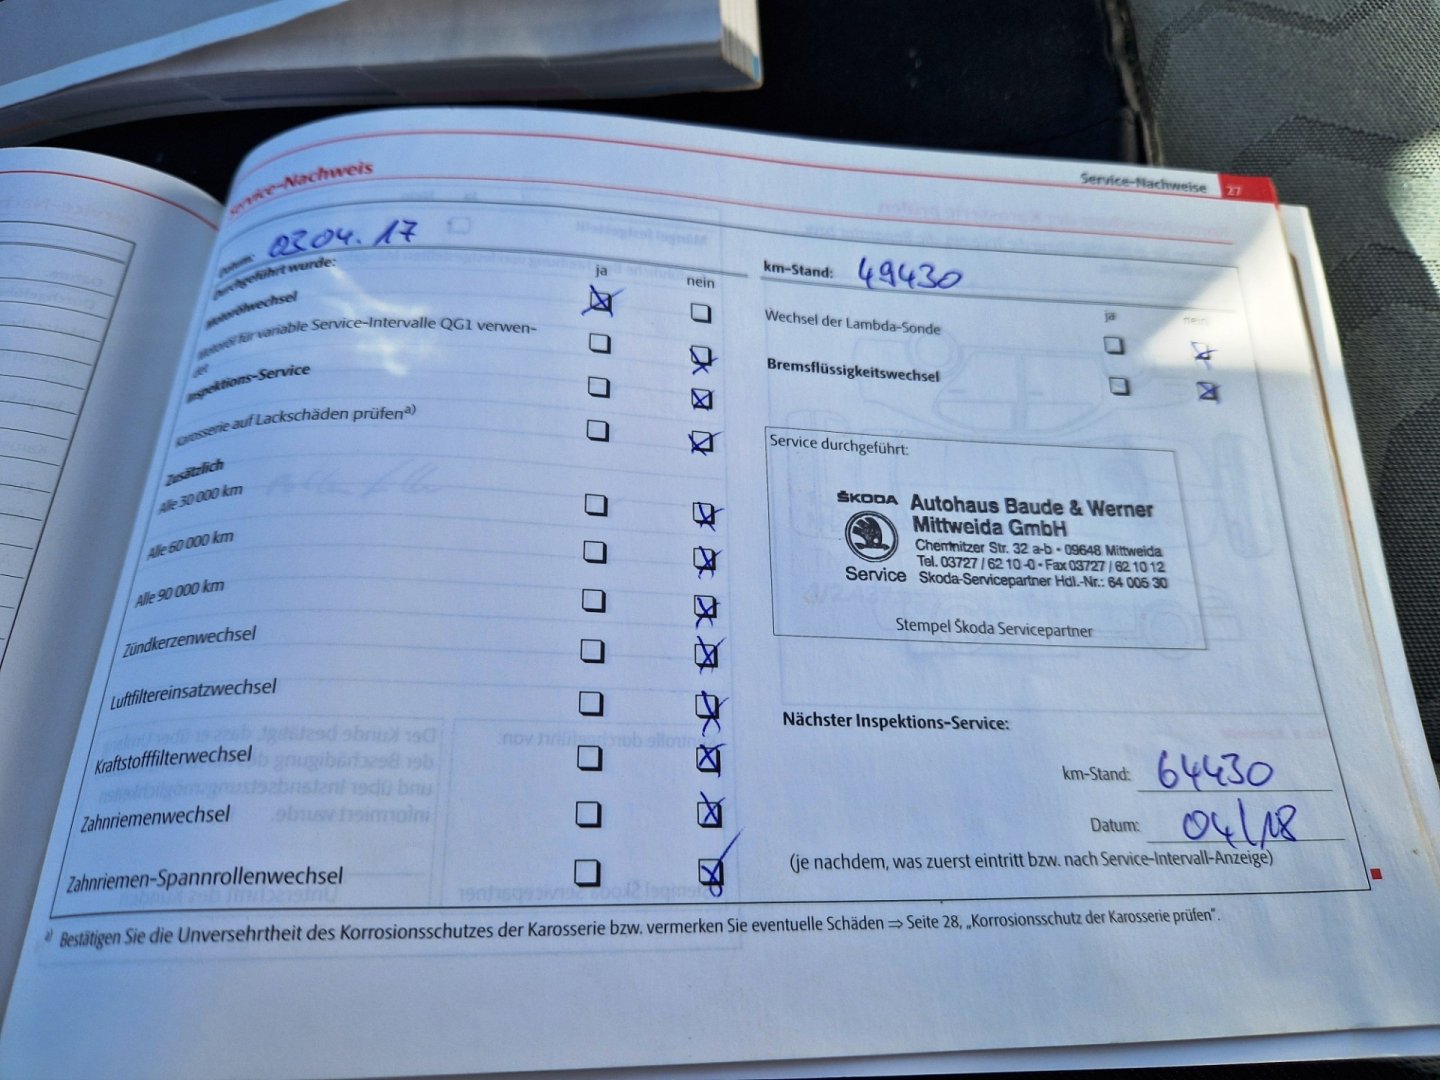 Service-Nachweise 27
Service-Nachweis
Datum: 03.04.17
km-Stand: 49430
Durchgeführt wurde:
ja
nein
Motorölwechsel
Motoröl für variable Service-Intervalle QG1 verwen-
det
Inspektions-Service
Karosserie auf Lackschäden prüfen a)
Zusätzlich
Alle 30 000 km
Alle 60 000 km
Alle 90 000 km
Zündkerzenwechsel
Luftfiltereinsatzwechsel
Kraftstofffilterwechsel
Zahnriemenwechsel
Zahnriemen-Spannrollenwechsel
ja
nein
Wechsel der Lambda-Sonde
Bremsflüssigkeitswechsel
Service durchgeführt:
ŠKODA
Service
Autohaus Baude & Werner
Mittweida GmbH
Chemnitzer Str. 32 a-b • 09648 Mittweida
Tel. 03727 / 62 10 -0 • Fax 03727 / 62 10 12
Skoda-Servicepartner Hdl.-Nr.: 64 005 30
Stempel Škoda Servicepartner
Nächster Inspektions-Service:
km-Stand: 64430
Datum: 04/18
(je nachdem, was zuerst eintritt bzw. nach Service-Intervall-Anzeige)
a) Bestätigen Sie die Unversehrtheit des Korrosionsschutzes der Karosserie bzw. vermerken Sie eventuelle Schäden ⇒ Seite 28, „Korrosionsschutz der Karosserie prüfen“.